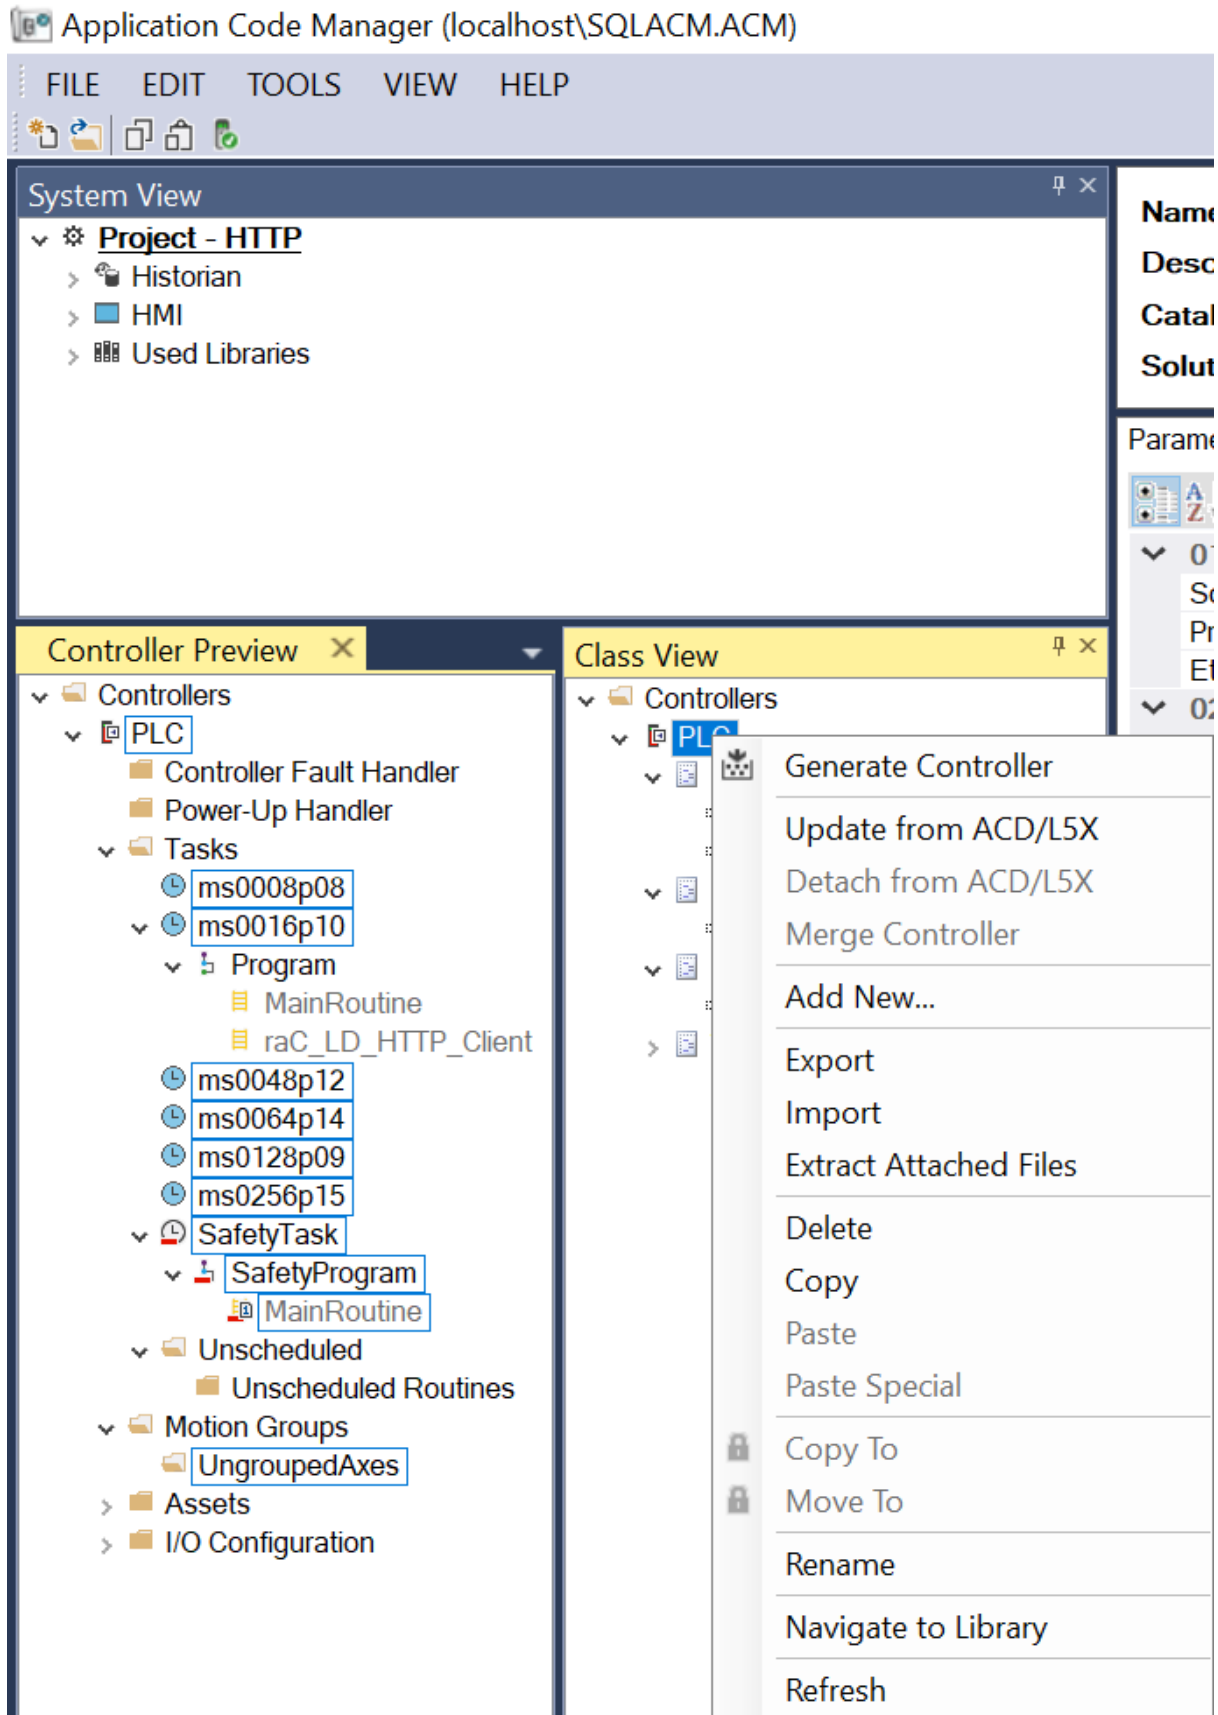 Application Code Manager (localhost\SQLACM.ACM)
FILE EDIT TOOLS VIEW HELP
System View
Project - HTTP
Historian
HMI
Used Libraries
Controller Preview
Controllers
PLC
Controller Fault Handler
Power-Up Handler
Tasks
ms0008p08
ms0016p10
Program
MainRoutine
raC_LD_HTTP_Client
ms0048p12
ms0064p14
ms0128p09
ms0256p15
SafetyTask
SafetyProgram
MainRoutine
Unscheduled
Unscheduled Routines
Motion Groups
UngroupedAxes
Assets
I/O Configuration
Class View
Controllers
PLC
Generate Controller
Update from ACD/L5X
Detach from ACD/L5X
Merge Controller
Add New...
Export
Import
Extract Attached Files
Delete
Copy
Paste
Paste Special
Copy To
Move To
Rename
Navigate to Library
Refresh